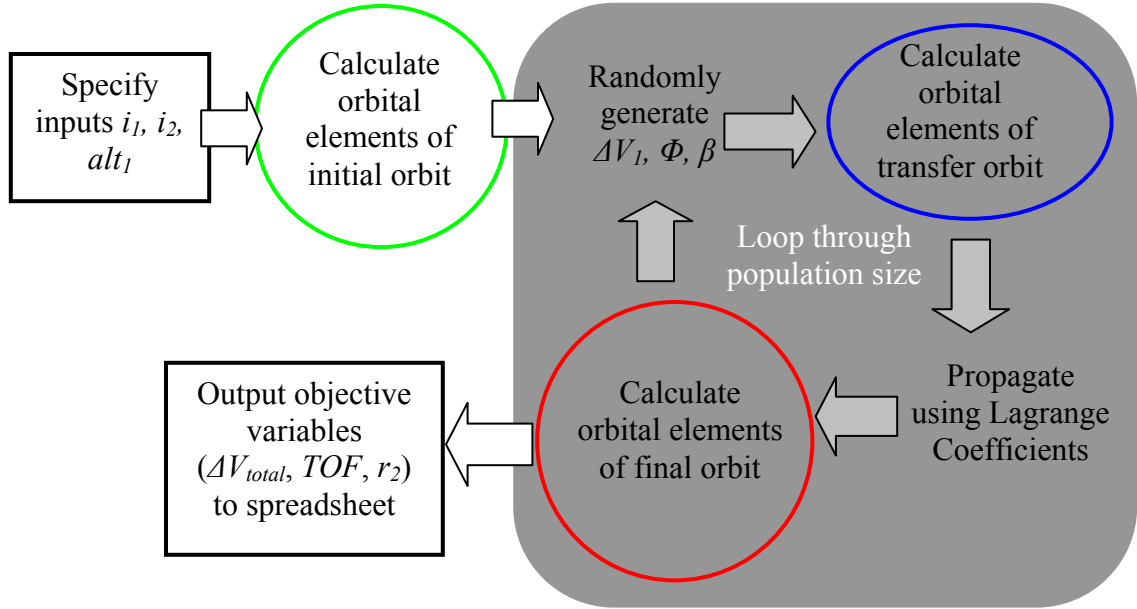 Specify
inputs i₁, i₂,
alt₁
Calculate
orbital
elements of
initial orbit
Randomly
generate
ΔV₁, Φ, β
Calculate
orbital
elements of
transfer orbit
Loop through
population size
Propagate
using Lagrange
Coefficients
Calculate
orbital elements
of final orbit
Output objective
variables
(ΔV_total, TOF, r₂)
to spreadsheet